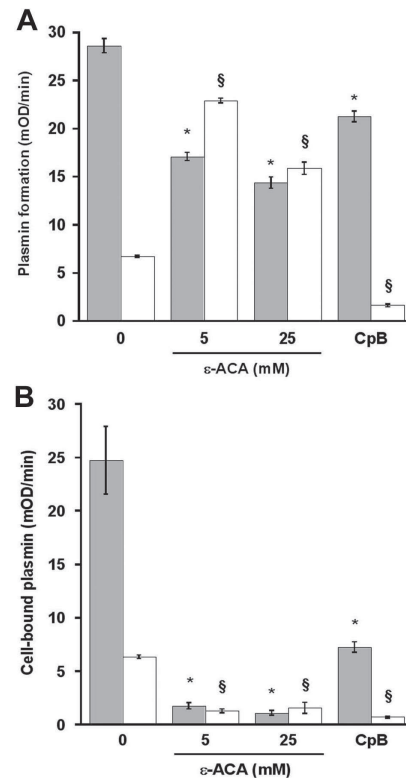 A
Plasmin formation (mOD/min)
30
25
20
15
10
5
0
* § * § * §
0 5 25 CpB
ε-ACA (mM)
B
Cell-bound plasmin (mOD/min)
30
25
20
15
10
5
0
* § * § * §
0 5 25 CpB
ε-ACA (mM)